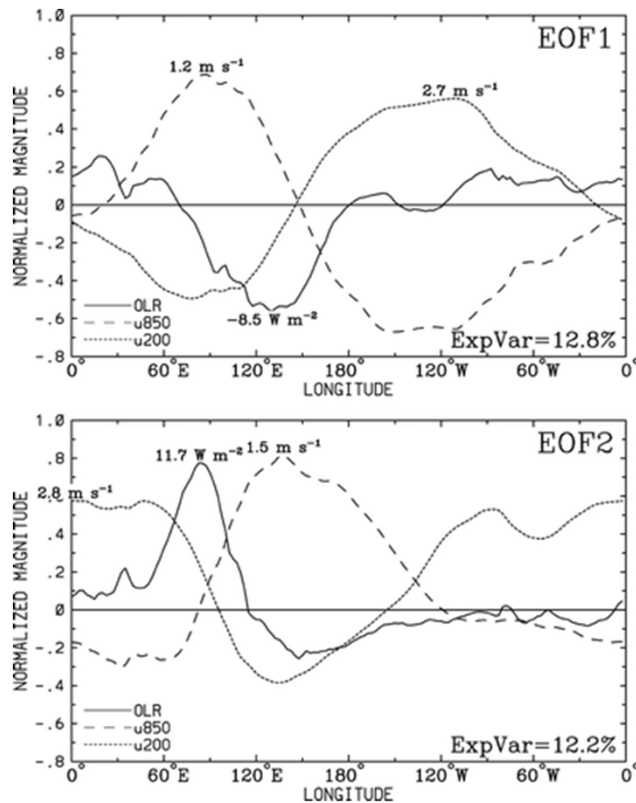 EOF1
1.0
.8
.6
.4
.2
0
-.2
-.4
-.6
-.8
NORMALIZED MAGNITUDE
1.2 m s⁻¹
2.7 m s⁻¹
-8.5 W m⁻²
OLR
u850
u200
ExpVar=12.8%
0° 60°E 120°E 180° 120°W 60°W 0°
LONGITUDE
EOF2
1.0
.8
.6
.4
.2
0
-.2
-.4
-.6
-.8
NORMALIZED MAGNITUDE
11.7 W m⁻² 1.5 m s⁻¹
2.8 m s⁻¹
OLR
u850
u200
ExpVar=12.2%
0° 60°E 120°E 180° 120°W 60°W 0°
LONGITUDE